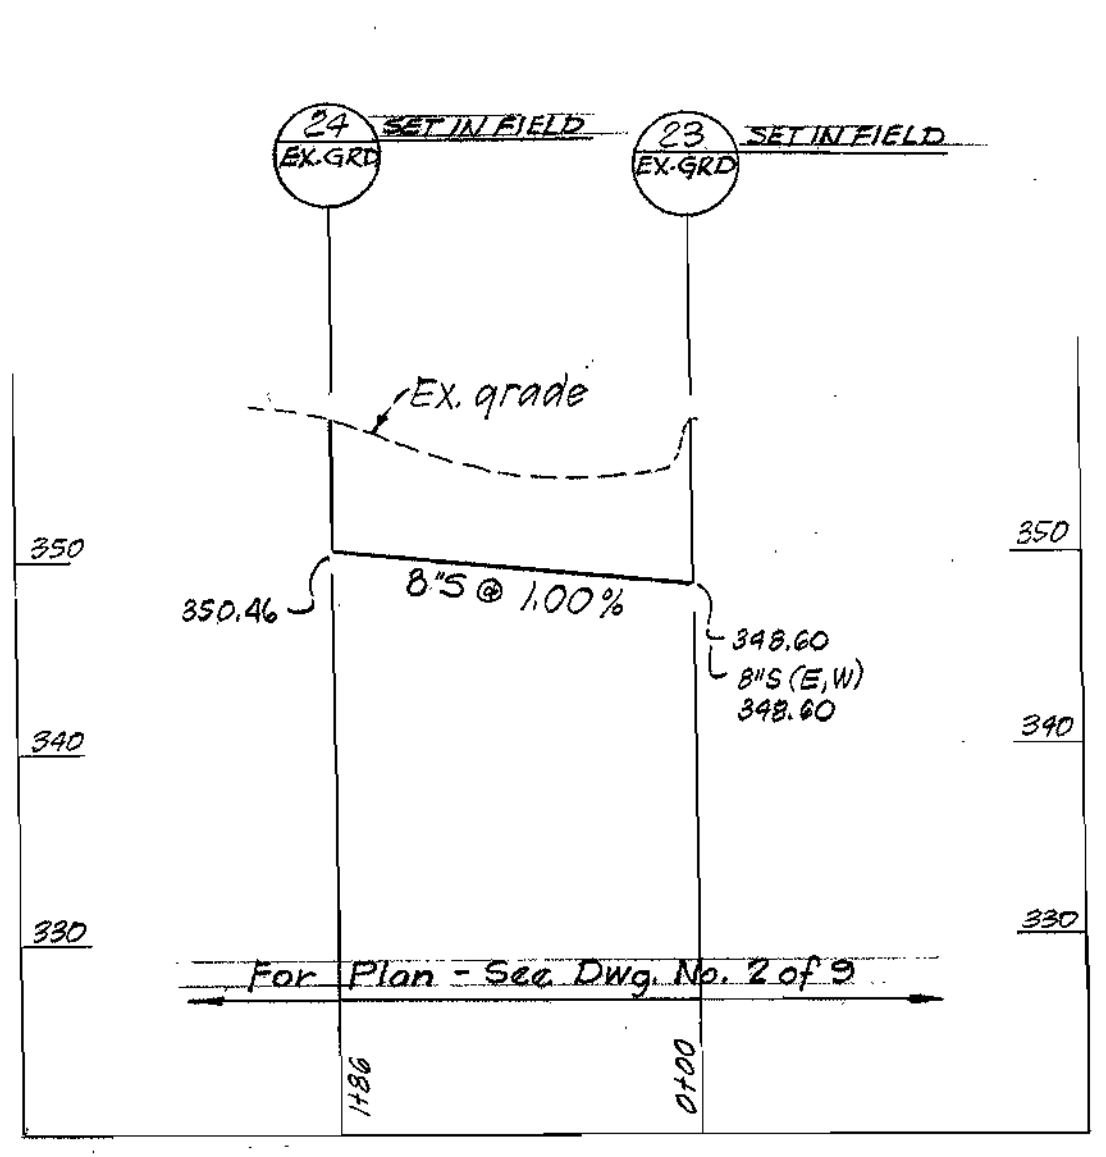 24
SET IN FIELD
EX. GRD
23
SET IN FIELD
EX-GRD
Ex. grade
350
350
8"S @ 1.00%
350.46
348.60
8"S (E,W)
348.60
340
340
330
330
For Plan - See Dwg. No. 2 of 9
1+86
0+00